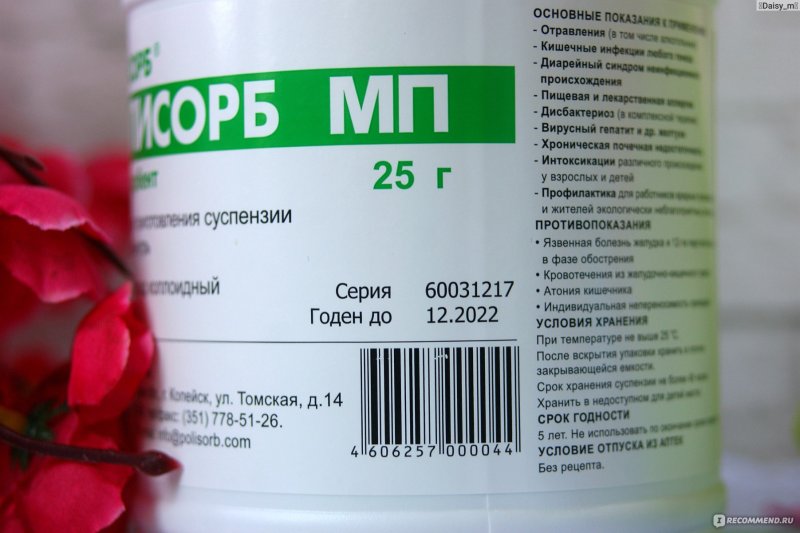 ОРБ®
ЛИСОРБ МП
25 г
суспензии
коллоидный
Серия 60031217
Годен до 12.2022
г. Копейск, ул. Томская, д.14
(351) 778-51-26.
info@polisorb.com
4 606257 000044
ОСНОВНЫЕ ПОКАЗАНИЯ К ПРИМЕНЕНИЮ
- Отравления (в том числе алкогольные
- Кишечные инфекции любого генеза
- Диарейный синдром неинфекционного
происхождения
- Пищевая и лекарственная аллергия
- Дисбактериоз (в комплексной терапии)
- Вирусный гепатит и др. желтухи
- Хроническая почечная недостаточность
- Интоксикации различного происхождения
у взрослых и детей
- Профилактика для работников вредных
и жителей экологически неблагоприятных
ПРОТИВОПОКАЗАНИЯ
• Язвенная болезнь желудка и 12-ти
в фазе обострения
• Кровотечения из желудочно-кишечного
• Атония кишечника
• Индивидуальная непереносимость
УСЛОВИЯ ХРАНЕНИЯ
При температуре не выше 25 °С.
После вскрытия упаковки хранить в плотно
закрывающейся емкости.
Срок хранения суспензии не более 48 часов
Хранить в недоступном для детей месте
СРОК ГОДНОСТИ
5 лет. Не использовать по окончании срока
УСЛОВИЕ ОТПУСКА ИЗ АПТЕК
Без рецепта.
Daisy_m
RECOMMEND.RU